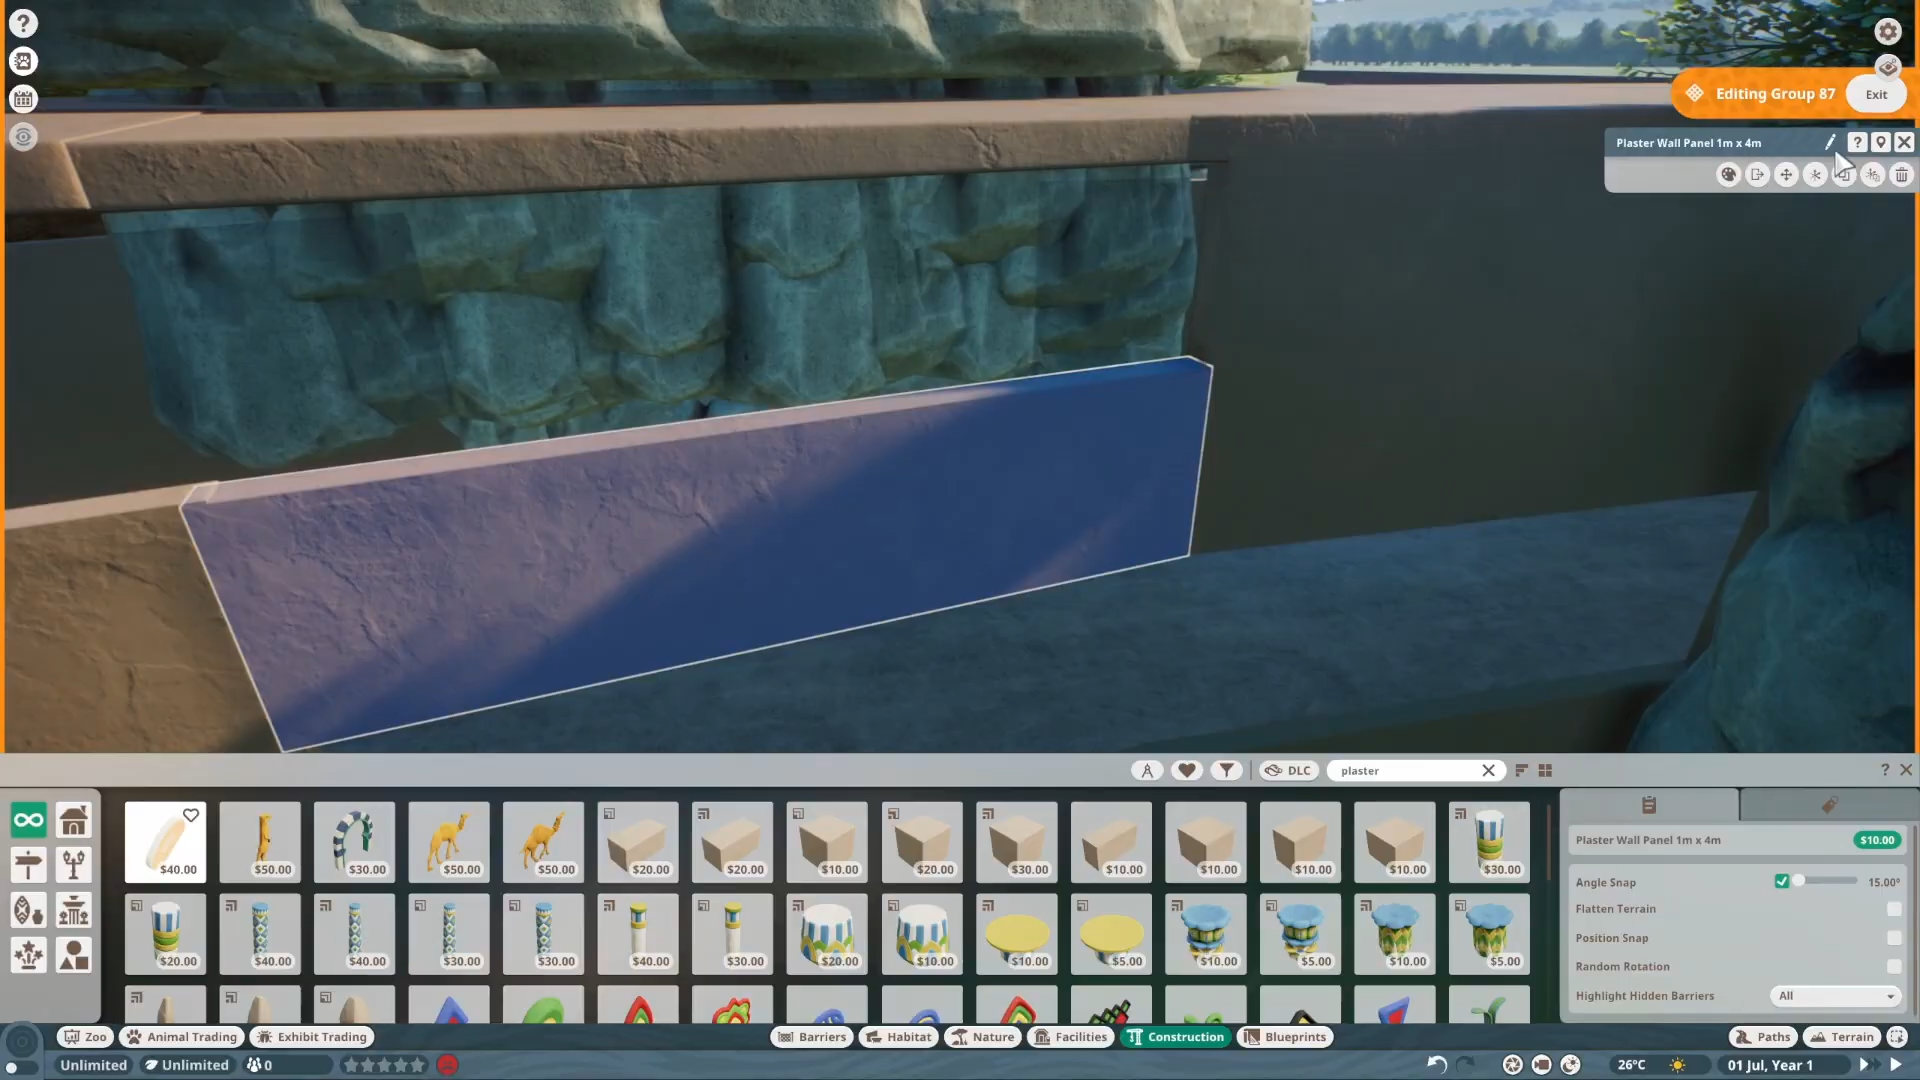 Editing Group 87
Exit
Plaster Wall Panel 1m x 4m
?
DLC
plaster
?
$40.00
$50.00
$30.00
$50.00
$50.00
$20.00
$20.00
$10.00
$20.00
$30.00
$10.00
$10.00
$10.00
$10.00
$30.00
$20.00
$40.00
$40.00
$30.00
$30.00
$40.00
$30.00
$20.00
$10.00
$10.00
$5.00
$10.00
$5.00
$10.00
$5.00
Plaster Wall Panel 1m x 4m
$10.00
Angle Snap
15.00°
Flatten Terrain
Position Snap
Random Rotation
Highlight Hidden Barriers
All
Zoo
Animal Trading
Exhibit Trading
Barriers
Habitat
Nature
Facilities
Construction
Blueprints
Paths
Terrain
Unlimited
Unlimited
0
26°C
01 Jul, Year 1